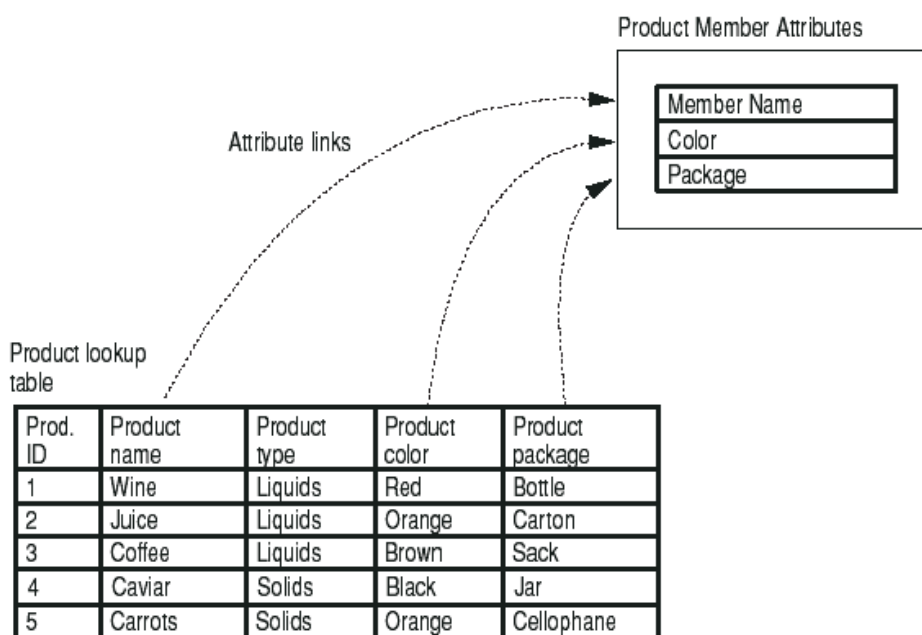 Product Member Attributes
Member Name
Color
Package
Attribute links
Product lookup
table
Prod. ID Product name Product type Product color Product package
1 Wine Liquids Red Bottle
2 Juice Liquids Orange Carton
3 Coffee Liquids Brown Sack
4 Caviar Solids Black Jar
5 Carrots Solids Orange Cellophane